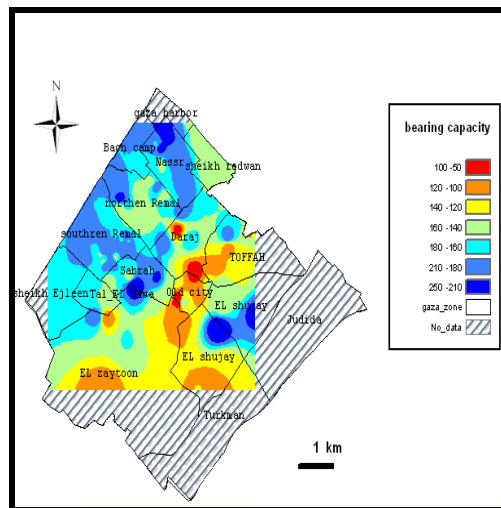 N
gaza harbor
Bach camp
Nassr
sheikh redwan
northen Remal
southren Remal
Daraj
TOFFAH
Sabrah
sheikh Ejleen
Old city
EL shujay
Judida
EL shujay
EL zaytoon
Turkman
1 km
bearing capacity
100 -50
120 -100
140 -120
160 -140
180 -160
210 -180
250 -210
gaza_zone
No_data